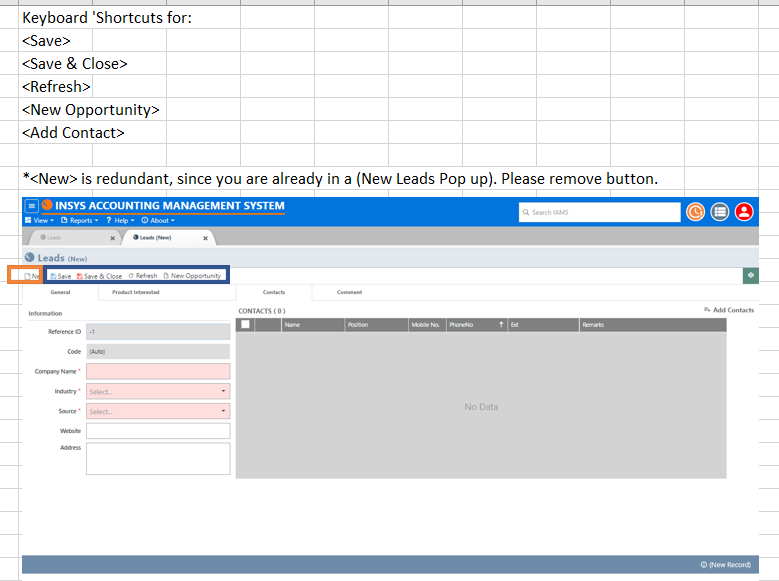 Keyboard 'Shortcuts for:
<Save>
<Save & Close>
<Refresh>
<New Opportunity>
<Add Contact>
*<New> is redundant, since you are already in a (New Leads Pop up). Please remove button.
INSYS ACCOUNTING MANAGEMENT SYSTEM
View Reports ? Help About
Search IAMS
Leads × Leads (New) ×
Leads (New)
Ne Save Save & Close Refresh New Opportunity
General Product Interested Contacts Comment
Information
CONTACTS ( 0 ) Add Contacts
Name Position Mobile No. PhoneNo Ext Remarks
Reference ID -1
Code (Auto)
Company Name *
Industry * Select...
Source * Select...
No Data
Website
Address
(New Record)